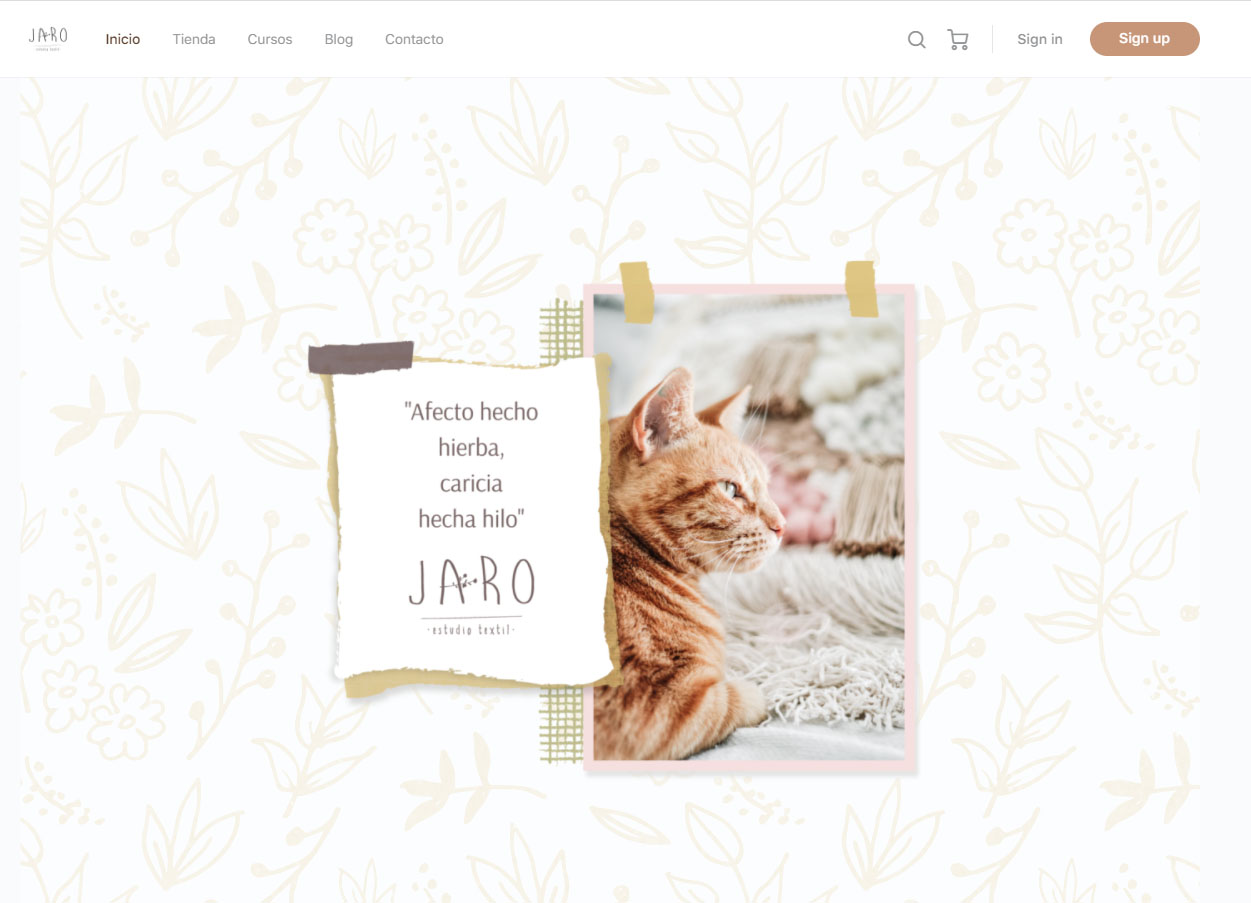 JARO
estudio textil
Inicio
Tienda
Cursos
Blog
Contacto
Sign in
Sign up
"Afecto hecho
hierba,
caricia
hecha hilo"
JARO
·estudio textil·